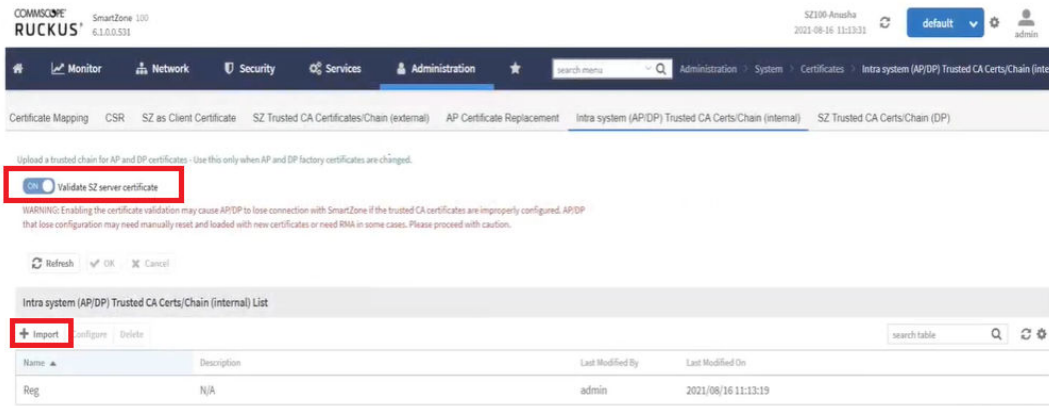 COMMSCOPE
RUCKUS®
SmartZone 100
6.1.0.0.531
SZ100-Anusha
2021-08-16 11:13:31
default
admin
Monitor
Network
Security
Services
Administration
search menu
Administration > System > Certificates > Intra system (AP/DP) Trusted CA Certs/Chain (inte
Certificate Mapping
CSR
SZ as Client Certificate
SZ Trusted CA Certificates/Chain (external)
AP Certificate Replacement
Intra system (AP/DP) Trusted CA Certs/Chain (internal)
SZ Trusted CA Certs/Chain (DP)
Upload a trusted chain for AP and DP certificates - Use this only when AP and DP factory certificates are changed.
ON Validate SZ server certificate
WARNING: Enabling the certificate validation may cause AP/DP to lose connection with SmartZone if the trusted CA certificates are improperly configured. AP/DP
that lose configuration may need manually reset and loaded with new certificates or need RMA in some cases. Please proceed with caution.
Refresh
OK
Cancel
Intra system (AP/DP) Trusted CA Certs/Chain (internal) List
Import
Configure
Delete
search table
Name
Description
Last Modified By
Last Modified On
Reg
N/A
admin
2021/08/16 11:13:19